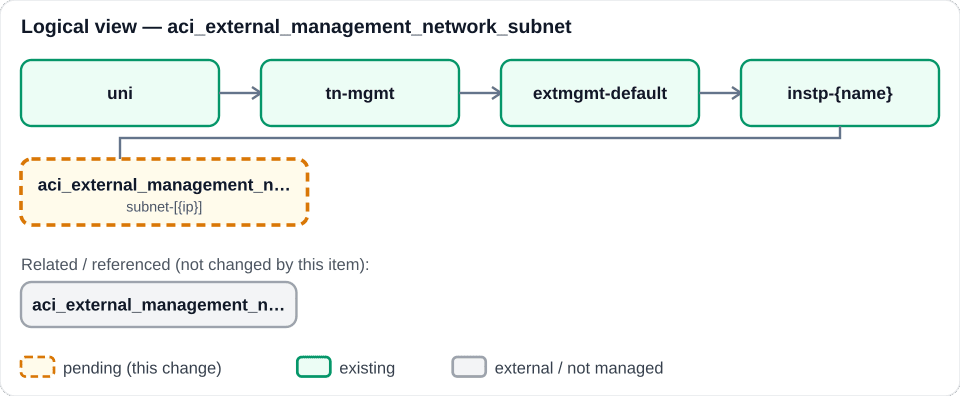 Logical view — aci_external_management_network_subnet
uni
tn-mgmt
extmgmt-default
instp-{name}
aci_external_management_n…
subnet-[{ip}]
Related / referenced (not changed by this item):
aci_external_management_n…
pending (this change)
existing
external / not managed